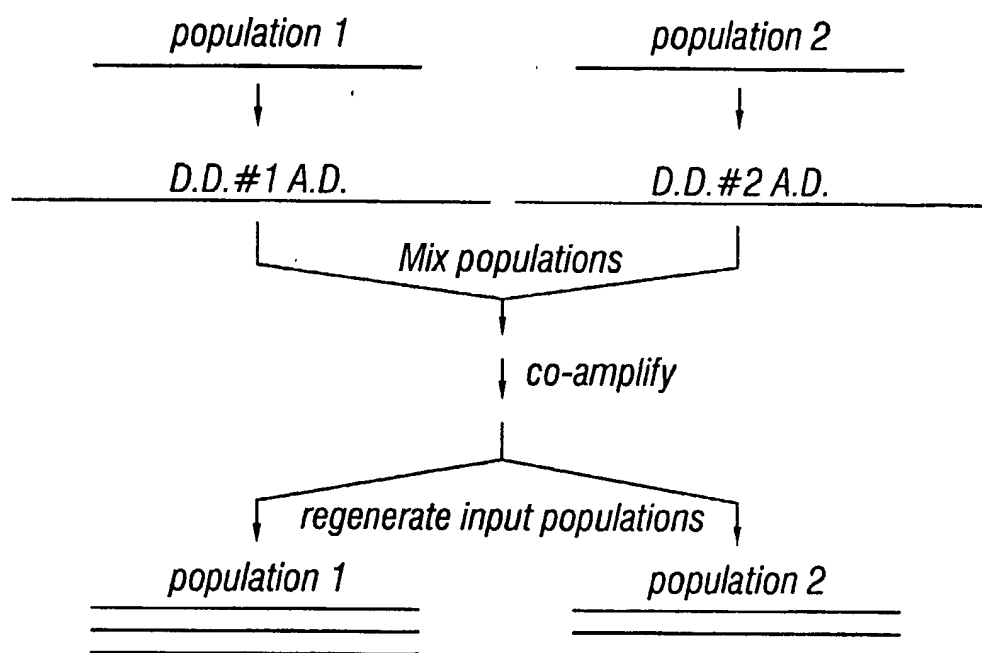 population 1
population 2
D.D.#1 A.D.
D.D.#2 A.D.
Mix populations
co-amplify
regenerate input populations
population 1
population 2